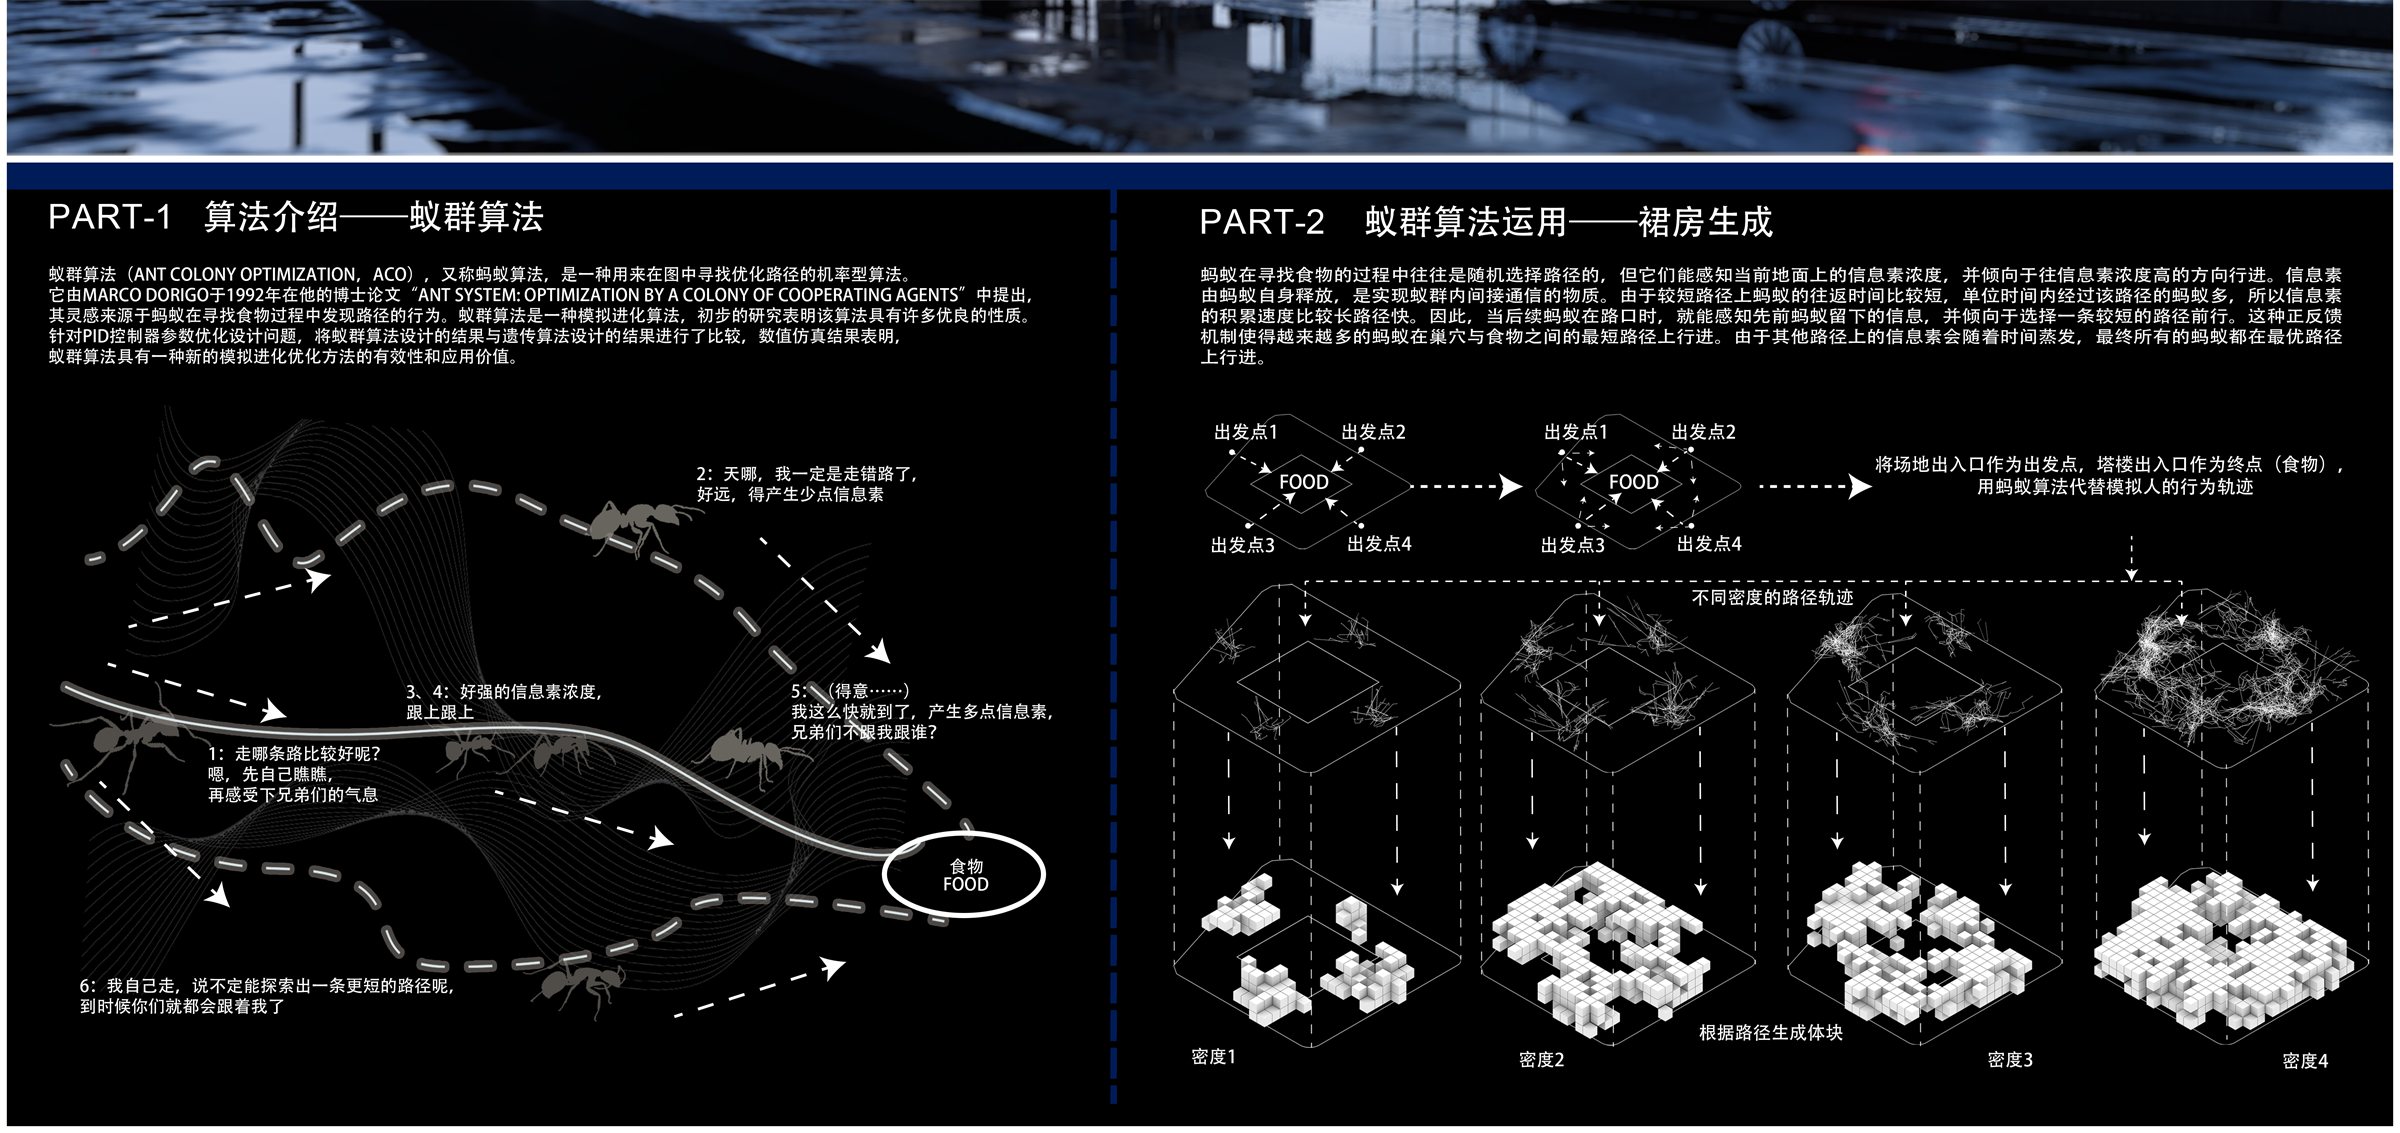 PART-1 算法介绍——蚁群算法
蚁群算法（ANT COLONY OPTIMIZATION，ACO），又称蚂蚁算法，是一种用来在图中寻找优化路径的机率型算法。
它由MARCO DORIGO于1992年在他的博士论文“ANT SYSTEM: OPTIMIZATION BY A COLONY OF COOPERATING AGENTS”中提出，
其灵感来源于蚂蚁在寻找食物过程中发现路径的行为。蚁群算法是一种模拟进化算法，初步的研究表明该算法具有许多优良的性质。
针对PID控制器参数优化设计问题，将蚁群算法设计的结果与遗传算法设计的结果进行了比较，数值仿真结果表明，
蚁群算法具有一种新的模拟进化优化方法的有效性和应用价值。
2：天哪，我一定是走错路了，
好远，得产生少点信息素
3、4：好强的信息素浓度，
跟上跟上
5：（得意……）
我这么快就到了，产生多点信息素，
兄弟们不跟我跟谁？
1：走哪条路比较好呢？
嗯，先自己瞧瞧，
再感受下兄弟们的气息
食物
FOOD
6：我自己走，说不定能探索出一条更短的路径呢，
到时候你们就都会跟着我了
PART-2 蚁群算法运用——裙房生成
蚂蚁在寻找食物的过程中往往是随机选择路径的，但它们能感知当前地面上的信息素浓度，并倾向于往信息素浓度高的方向行进。信息素
由蚂蚁自身释放，是实现蚁群内间接通信的物质。由于较短路径上蚂蚁的往返时间比较短，单位时间内经过该路径的蚂蚁多，所以信息素
的积累速度比较长路径快。因此，当后续蚂蚁在路口时，就能感知先前蚂蚁留下的信息，并倾向于选择一条较短的路径前行。这种正反馈
机制使得越来越多的蚂蚁在巢穴与食物之间的最短路径上行进。由于其他路径上的信息素会随着时间蒸发，最终所有的蚂蚁都在最优路径
上行进。
出发点1
出发点2
FOOD
出发点3
出发点4
出发点1
出发点2
FOOD
出发点3
出发点4
将场地出入口作为出发点，塔楼出入口作为终点（食物），
用蚂蚁算法代替模拟人的行为轨迹
不同密度的路径轨迹
根据路径生成体块
密度1
密度2
密度3
密度4